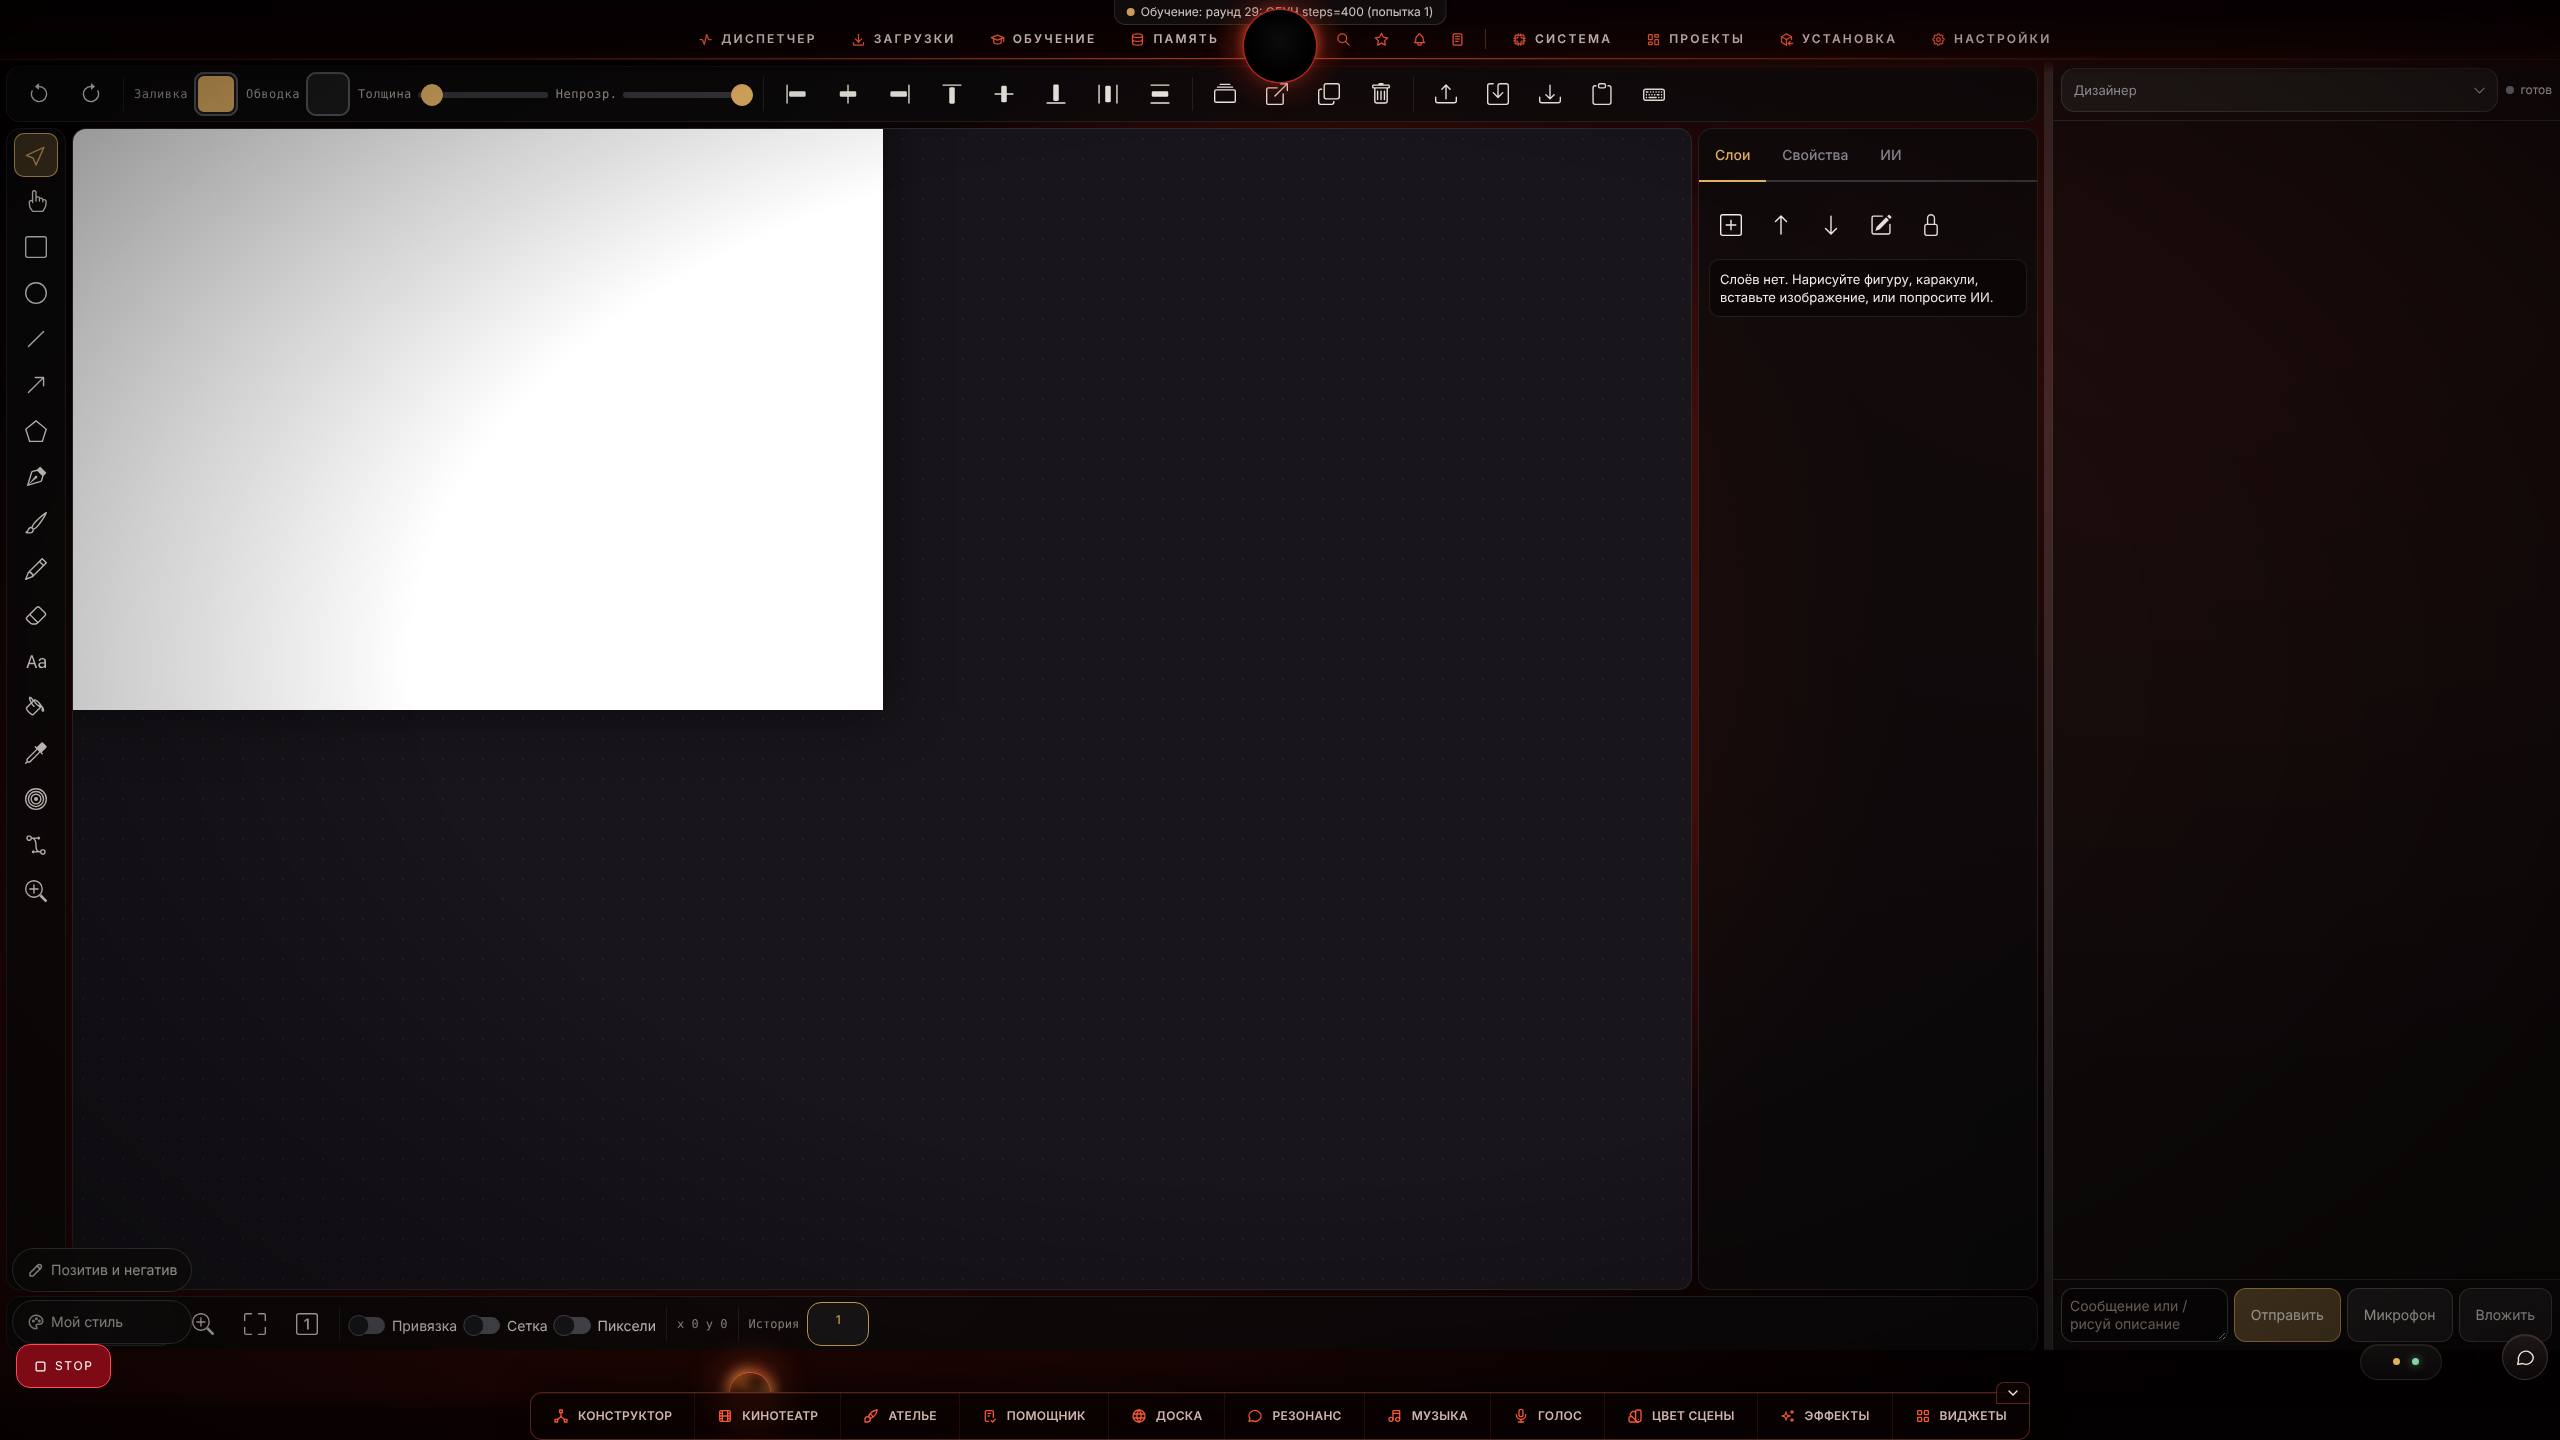 Обучение: раунд 29: steps=400 (попытка 1)
ДИСПЕТЧЕР ЗАГРУЗКИ ОБУЧЕНИЕ ПАМЯТЬ СИСТЕМА ПРОЕКТЫ УСТАНОВКА НАСТРОЙКИ
Заливка Обводка Толщина Непрозр.
Дизайнер готов
Слои Свойства ИИ
Слоёв нет. Нарисуйте фигуру, каракули,
вставьте изображение, или попросите ИИ.
Aa
Позитив и негатив
Мой стиль
1 Привязка Сетка Пиксели x 0 y 0 История 1
Сообщение или /
рисуй описание
Отправить Микрофон Вложить
STOP
КОНСТРУКТОР КИНОТЕАТР АТЕЛЬЕ ПОМОЩНИК ДОСКА РЕЗОНАНС МУЗЫКА ГОЛОС ЦВЕТ СЦЕНЫ ЭФФЕКТЫ ВИДЖЕТЫ